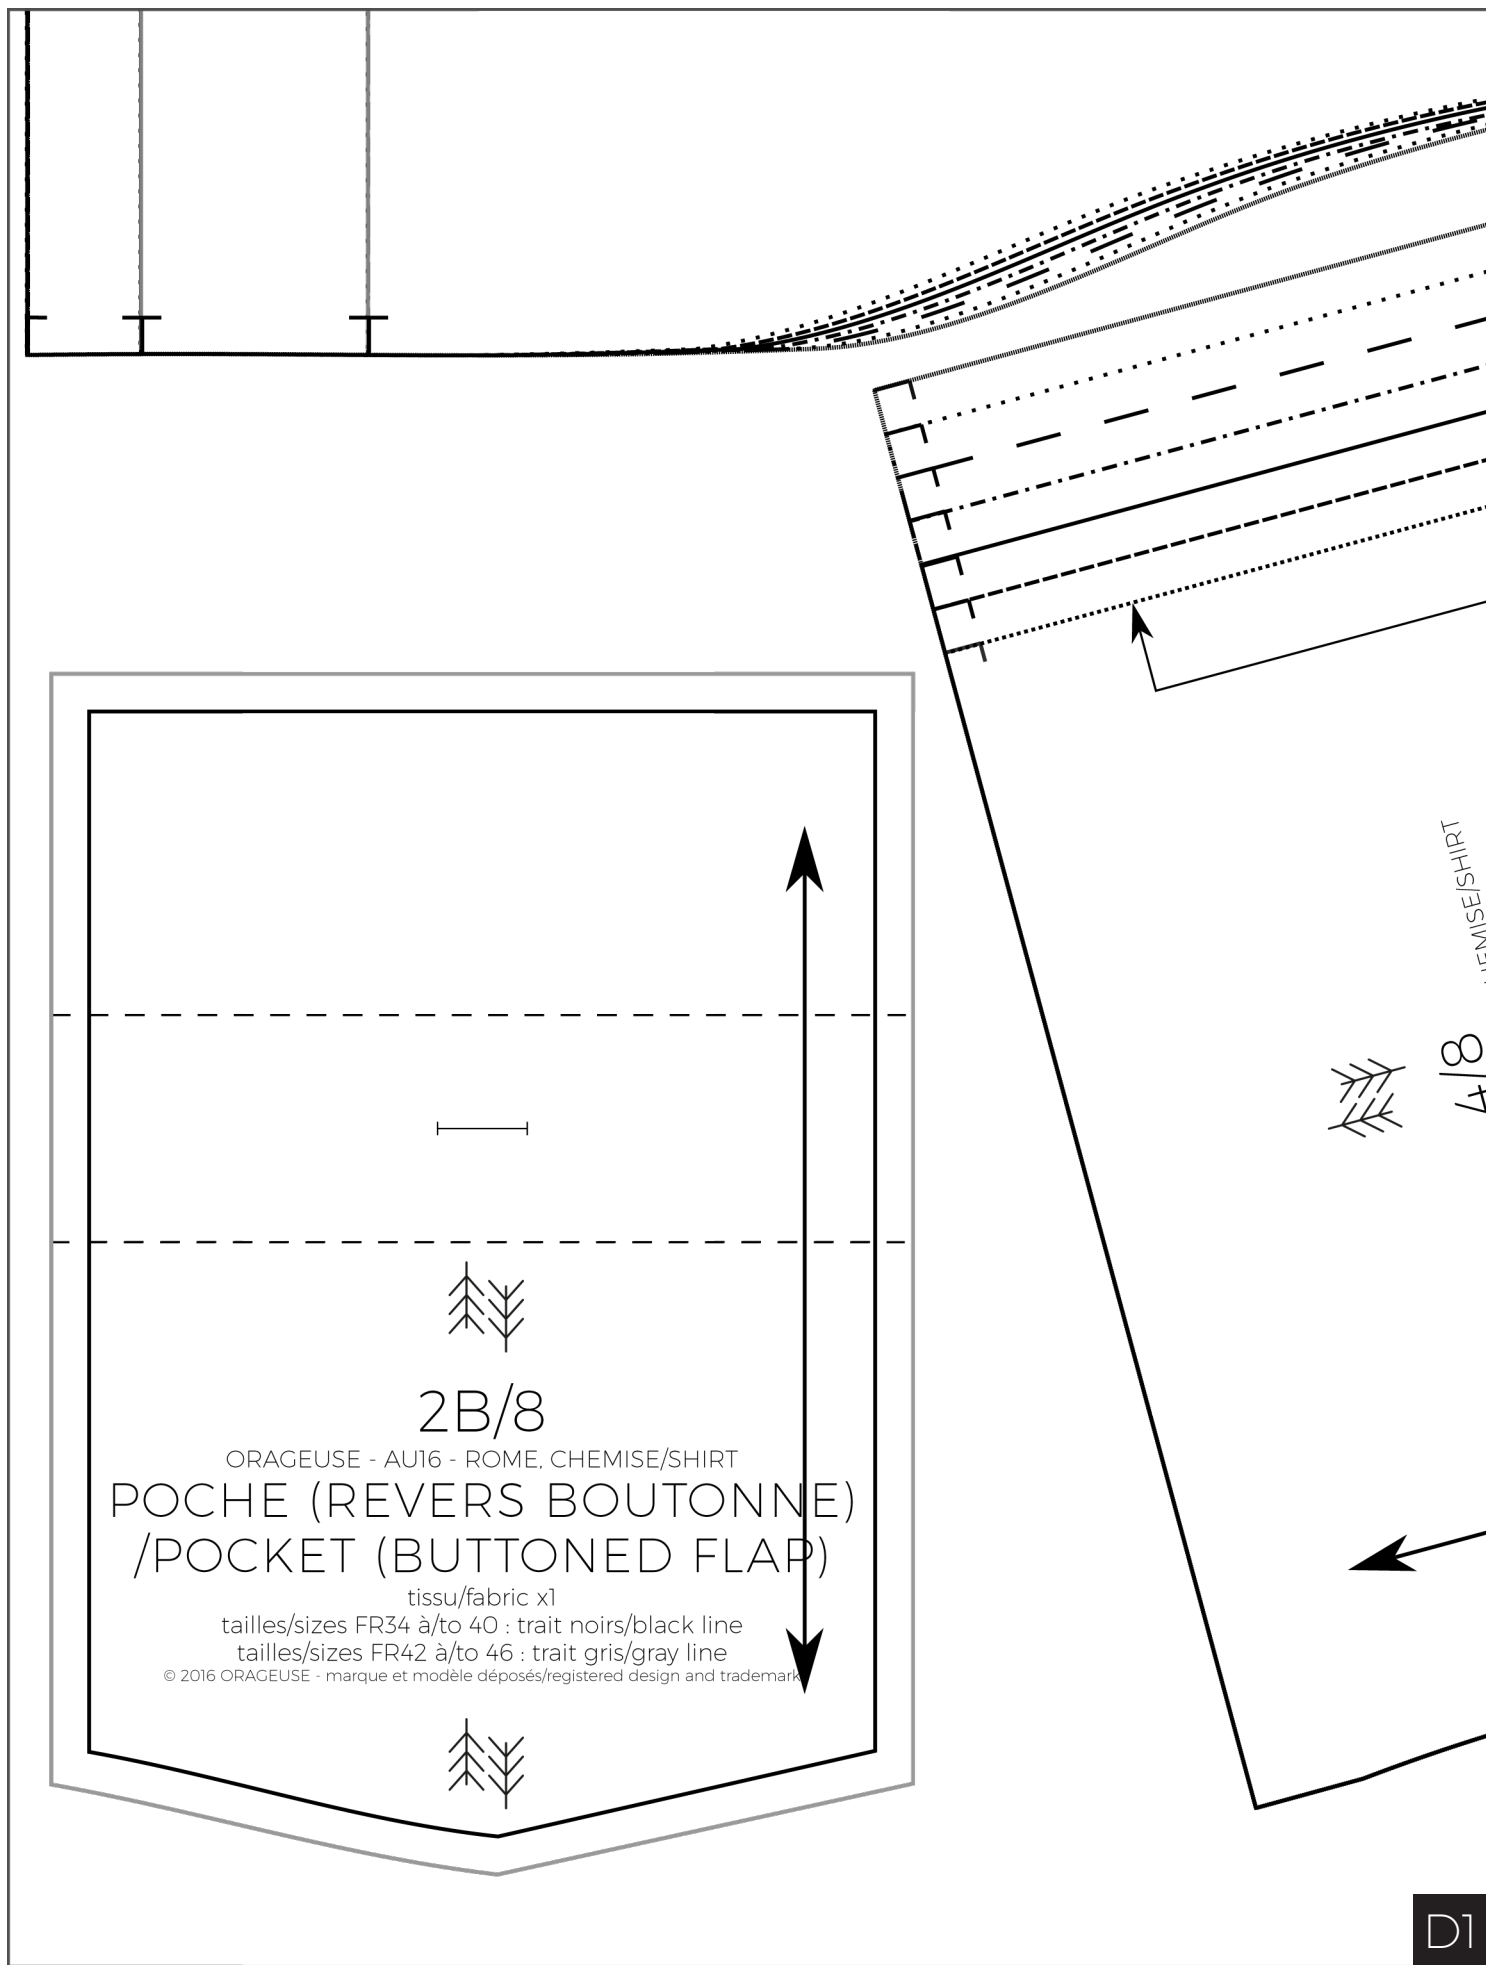 EMISE/SHIRT
4/8
2B/8
ORAGEUSE - AU16 - ROME, CHEMISE/SHIRT
POCHE (REVERS BOUTONNE)
/POCKET (BUTTONED FLAP)
tissu/fabric x1
tailles/sizes FR34 à/to 40 : trait noirs/black line
tailles/sizes FR42 à/to 46 : trait gris/gray line
© 2016 ORAGEUSE - marque et modèle déposés/registered design and trademark
D1